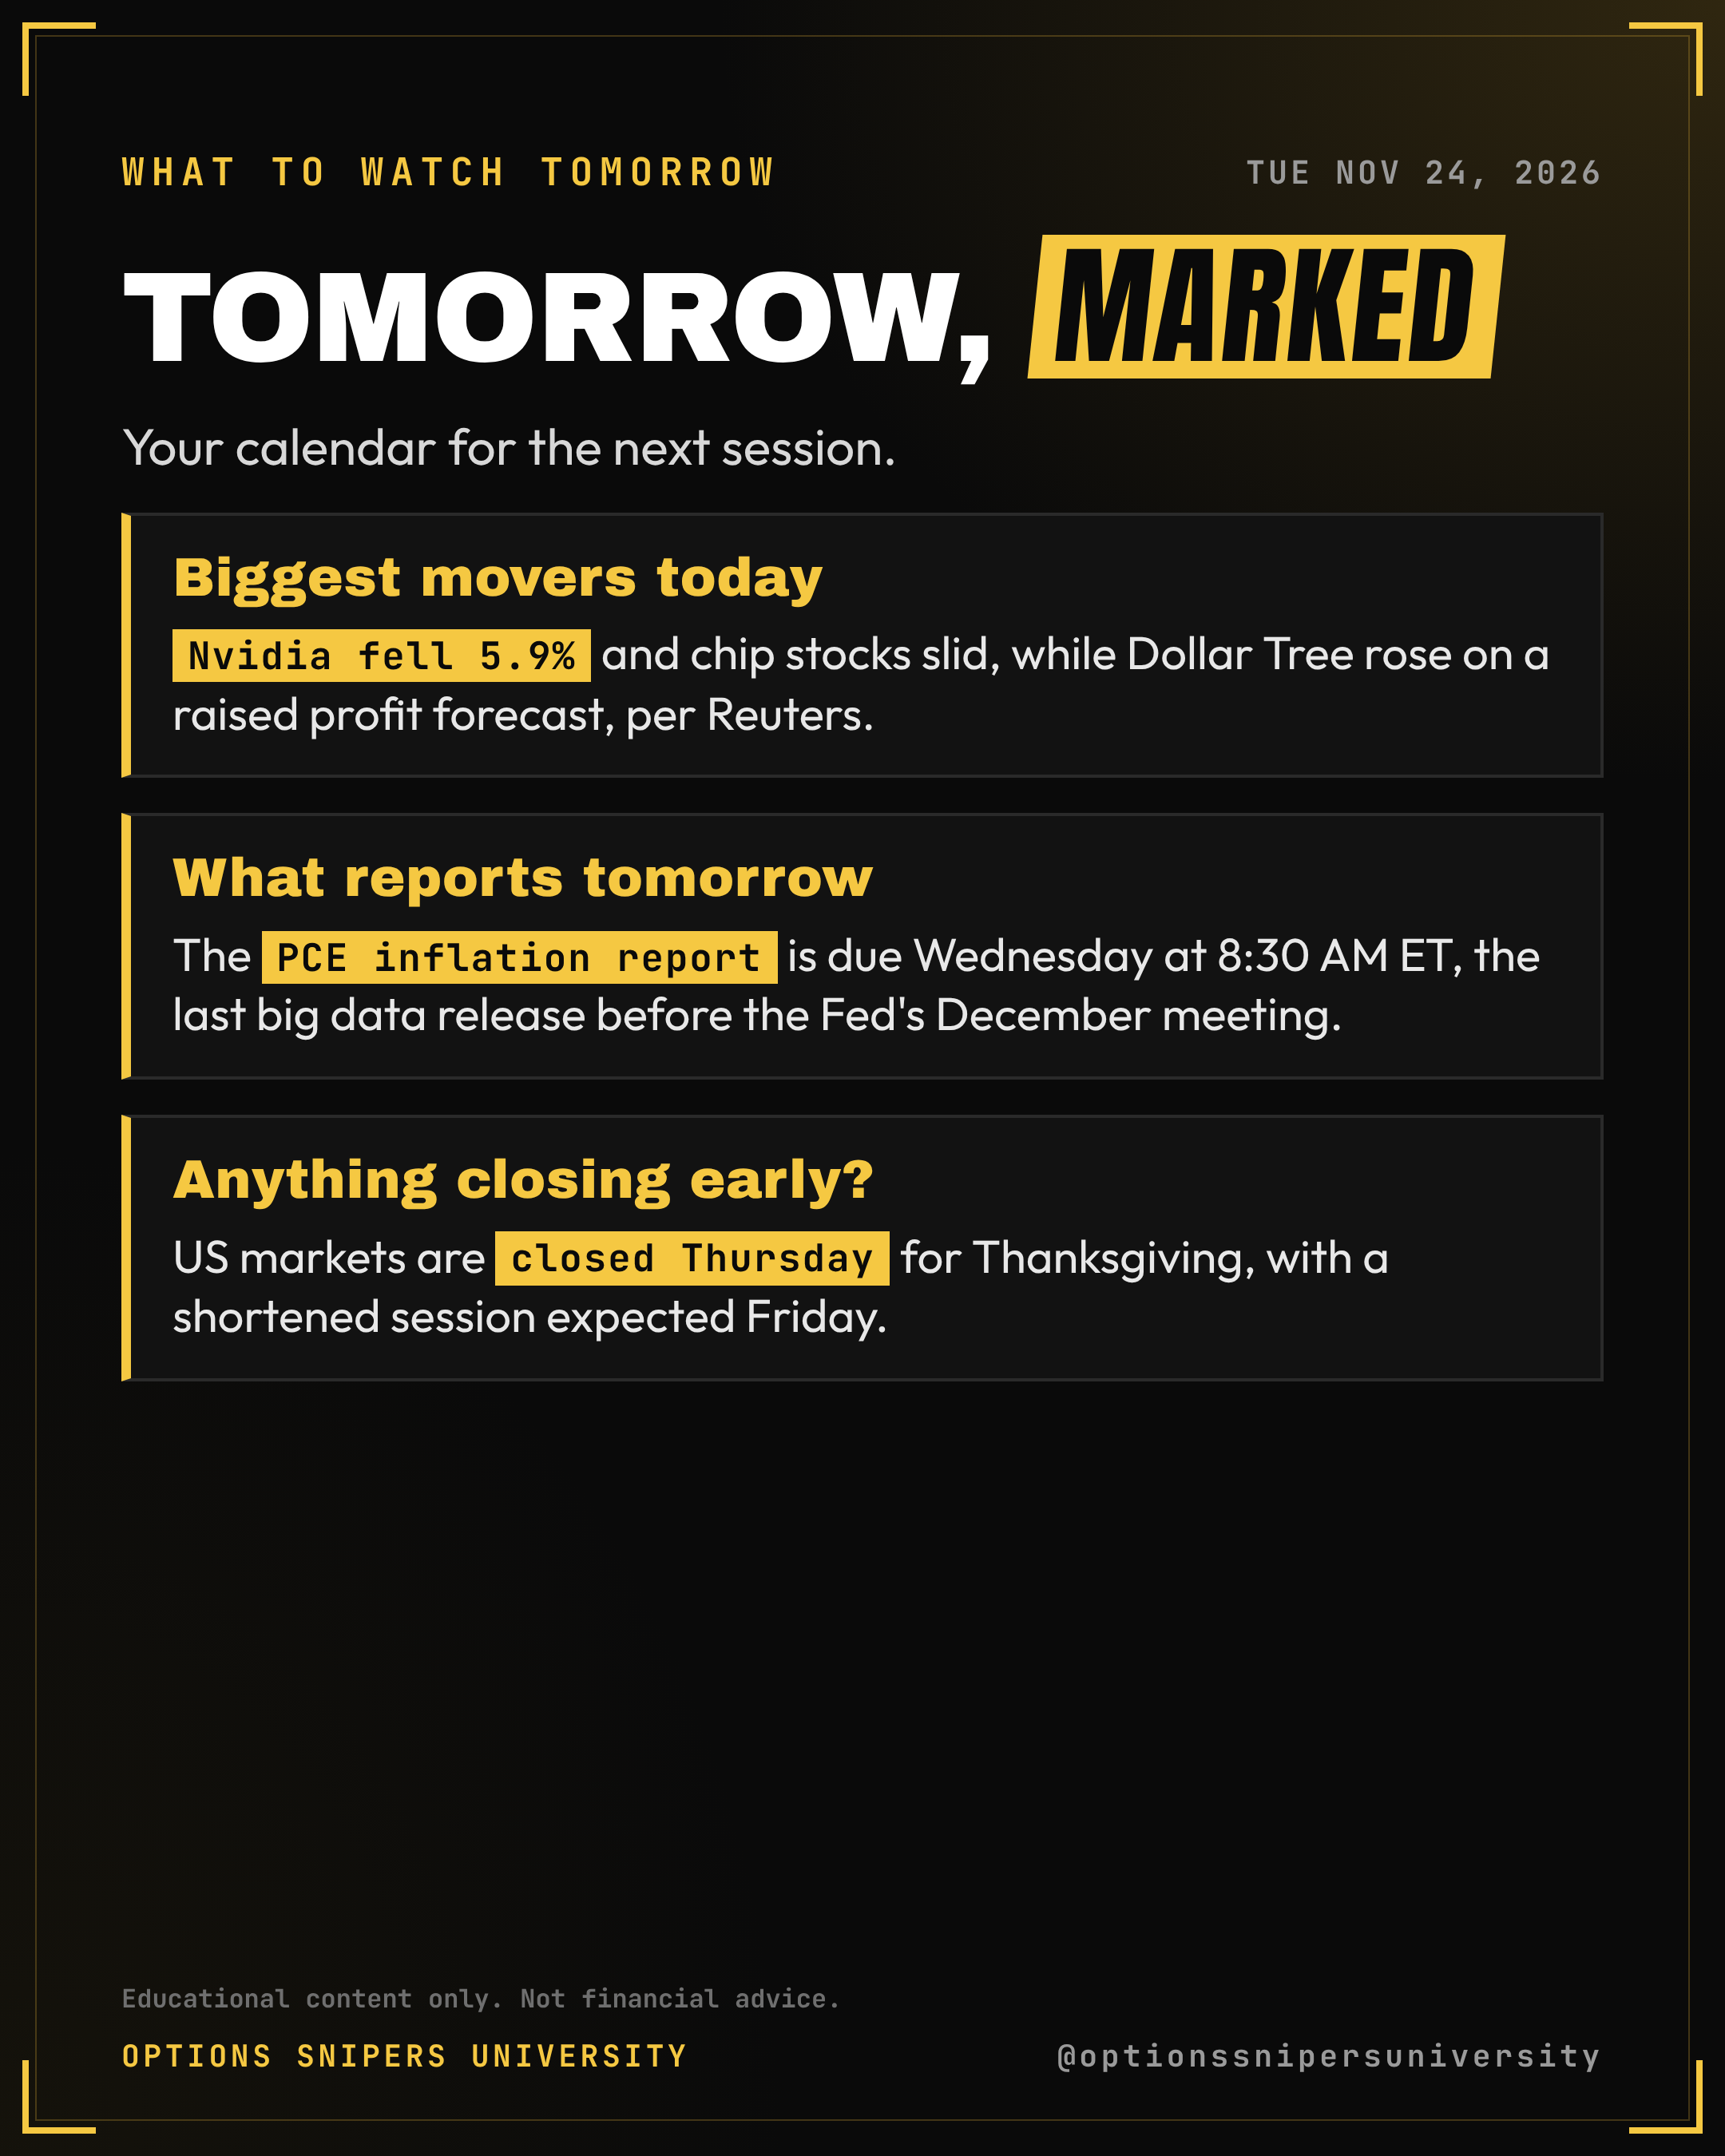 WHAT TO WATCH TOMORROW
TUE NOV 24, 2026
TOMORROW, MARKED
Your calendar for the next session.
Biggest movers today
Nvidia fell 5.9% and chip stocks slid, while Dollar Tree rose on a
raised profit forecast, per Reuters.
What reports tomorrow
The PCE inflation report is due Wednesday at 8:30 AM ET, the
last big data release before the Fed's December meeting.
Anything closing early?
US markets are closed Thursday for Thanksgiving, with a
shortened session expected Friday.
Educational content only. Not financial advice.
OPTIONS SNIPERS UNIVERSITY
@optionssnipersuniversity